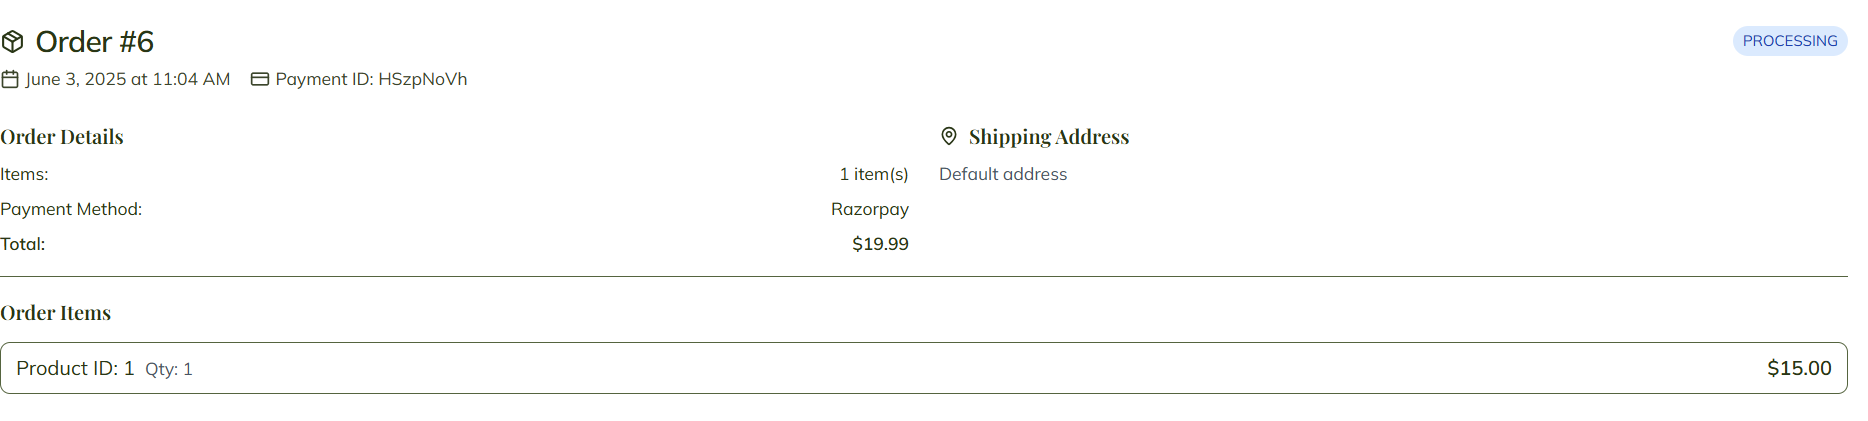 Order #6
PROCESSING
June 3, 2025 at 11:04 AM Payment ID: HSzpNoVh
Order Details
Items: 1 item(s)
Payment Method: Razorpay
Total: $19.99
Shipping Address
Default address
Order Items
Product ID: 1 Qty: 1 $15.00